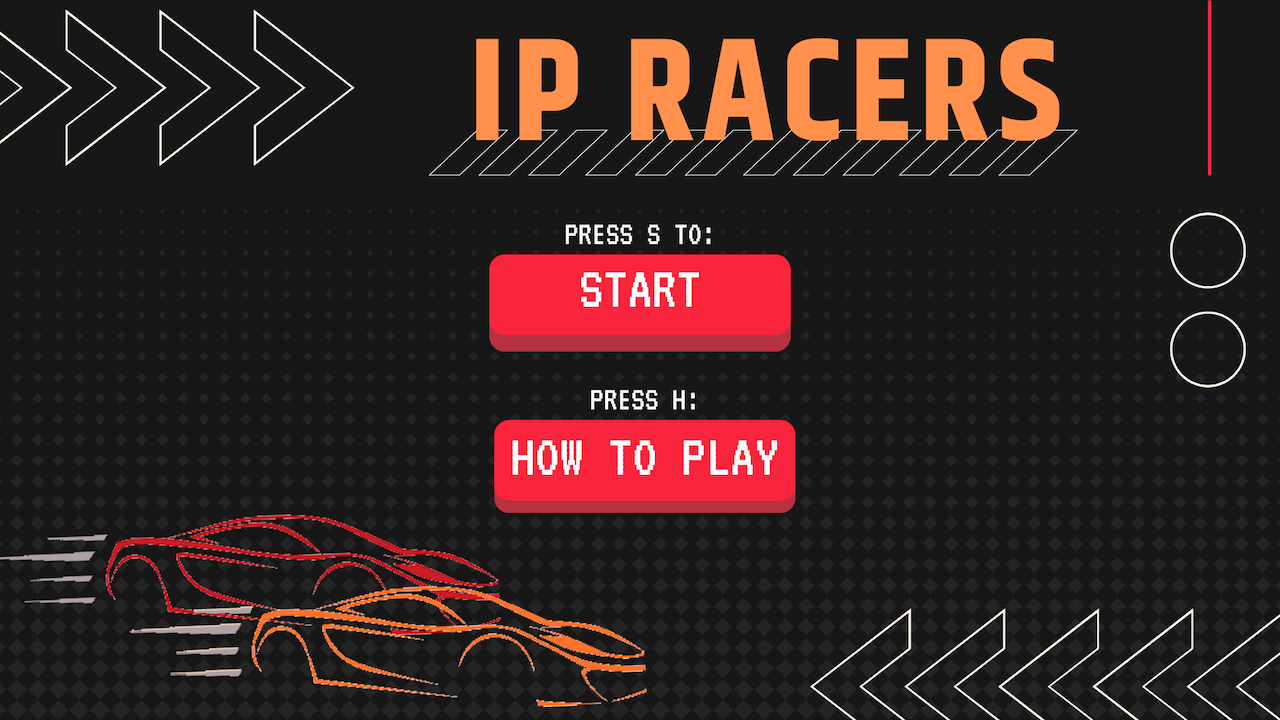 IP RACERS
PRESS S TO:
START
PRESS H:
HOW TO PLAY